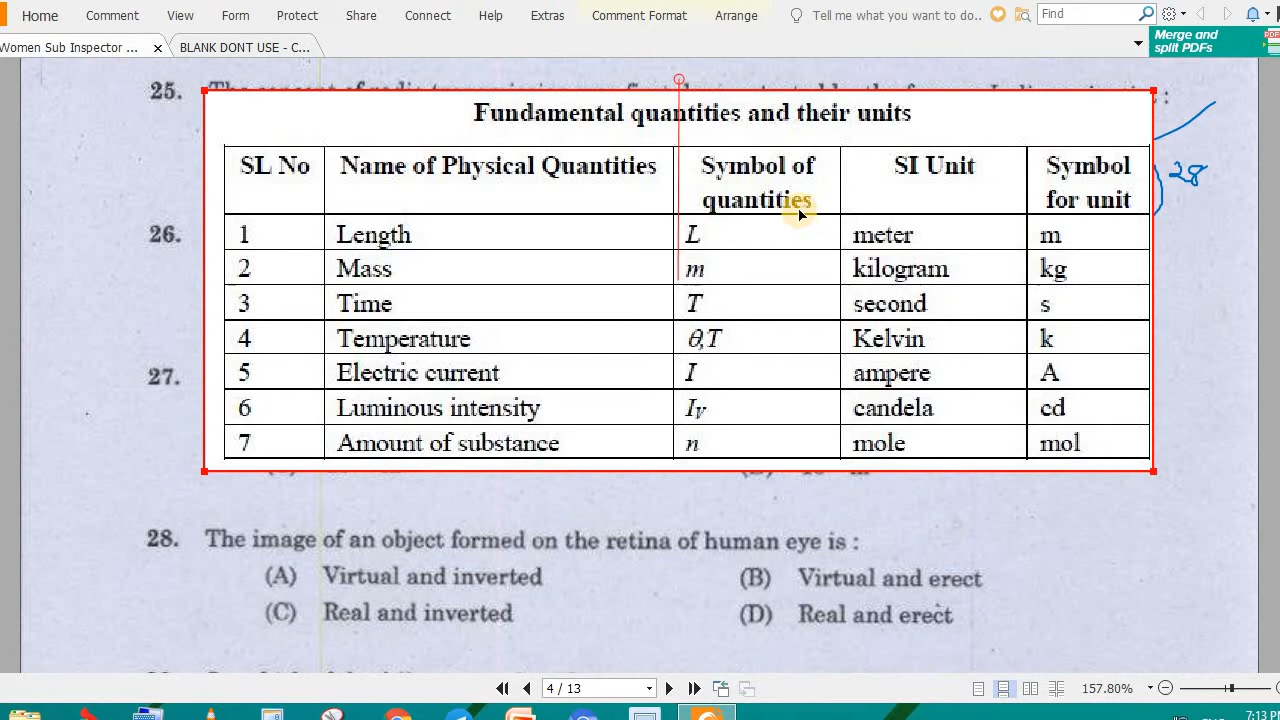 Home Comment View Form Protect Share Connect Help Extras Comment Format Arrange Tell me what you want to do.. Find
Women Sub Inspector ... × BLANK DONT USE - C...
Merge and
split PDFs
25.
Fundamental quantities and their units
SL No Name of Physical Quantities Symbol of quantities SI Unit Symbol for unit
1 Length L meter m
2 Mass m kilogram kg
3 Time T second s
4 Temperature θ,T Kelvin k
5 Electric current I ampere A
6 Luminous intensity Iv candela cd
7 Amount of substance n mole mol
28
26.
27.
28. The image of an object formed on the retina of human eye is :
(A) Virtual and inverted (B) Virtual and erect
(C) Real and inverted (D) Real and erect
4 / 13 157.80%
7:13 PM